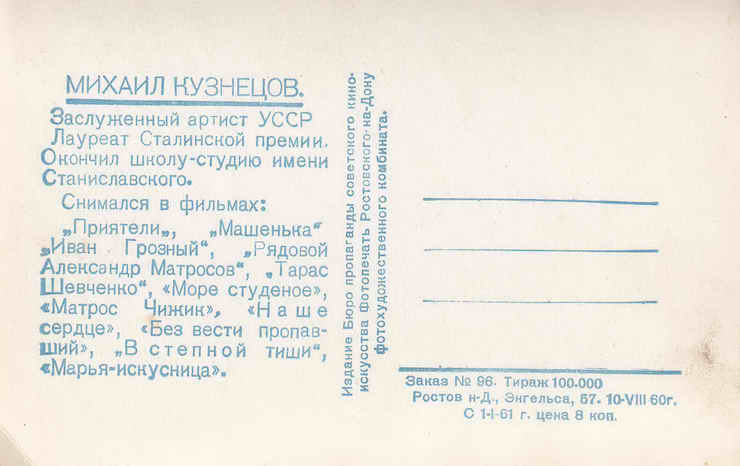 МИХАИЛ КУЗНЕЦОВ.
Заслуженный артист УССР
Лауреат Сталинской премии.
Окончил школу-студию имени
Станиславского.
Снимался в фильмах:
„Приятели„, „Машенька“
„Иван Грозный“, „Рядовой
Александр Матросов“, „Тарас
Шевченко“, «Море студеное»,
«Матрос Чижик», «Наше
сердце», «Без вести пропав-
ший», „В степной тиши“,
«Марья-искусница».
Издание Бюро пропаганды советского кино-
искусства Фотопечать Ростовского-на-Дону
фотохудожественного комбината.
Заказ № 96. Тираж 100.000
Ростов н-Д., Энгельса, 57. 10-VIII 60г.
С 1-I-61 г. цена 8 коп.